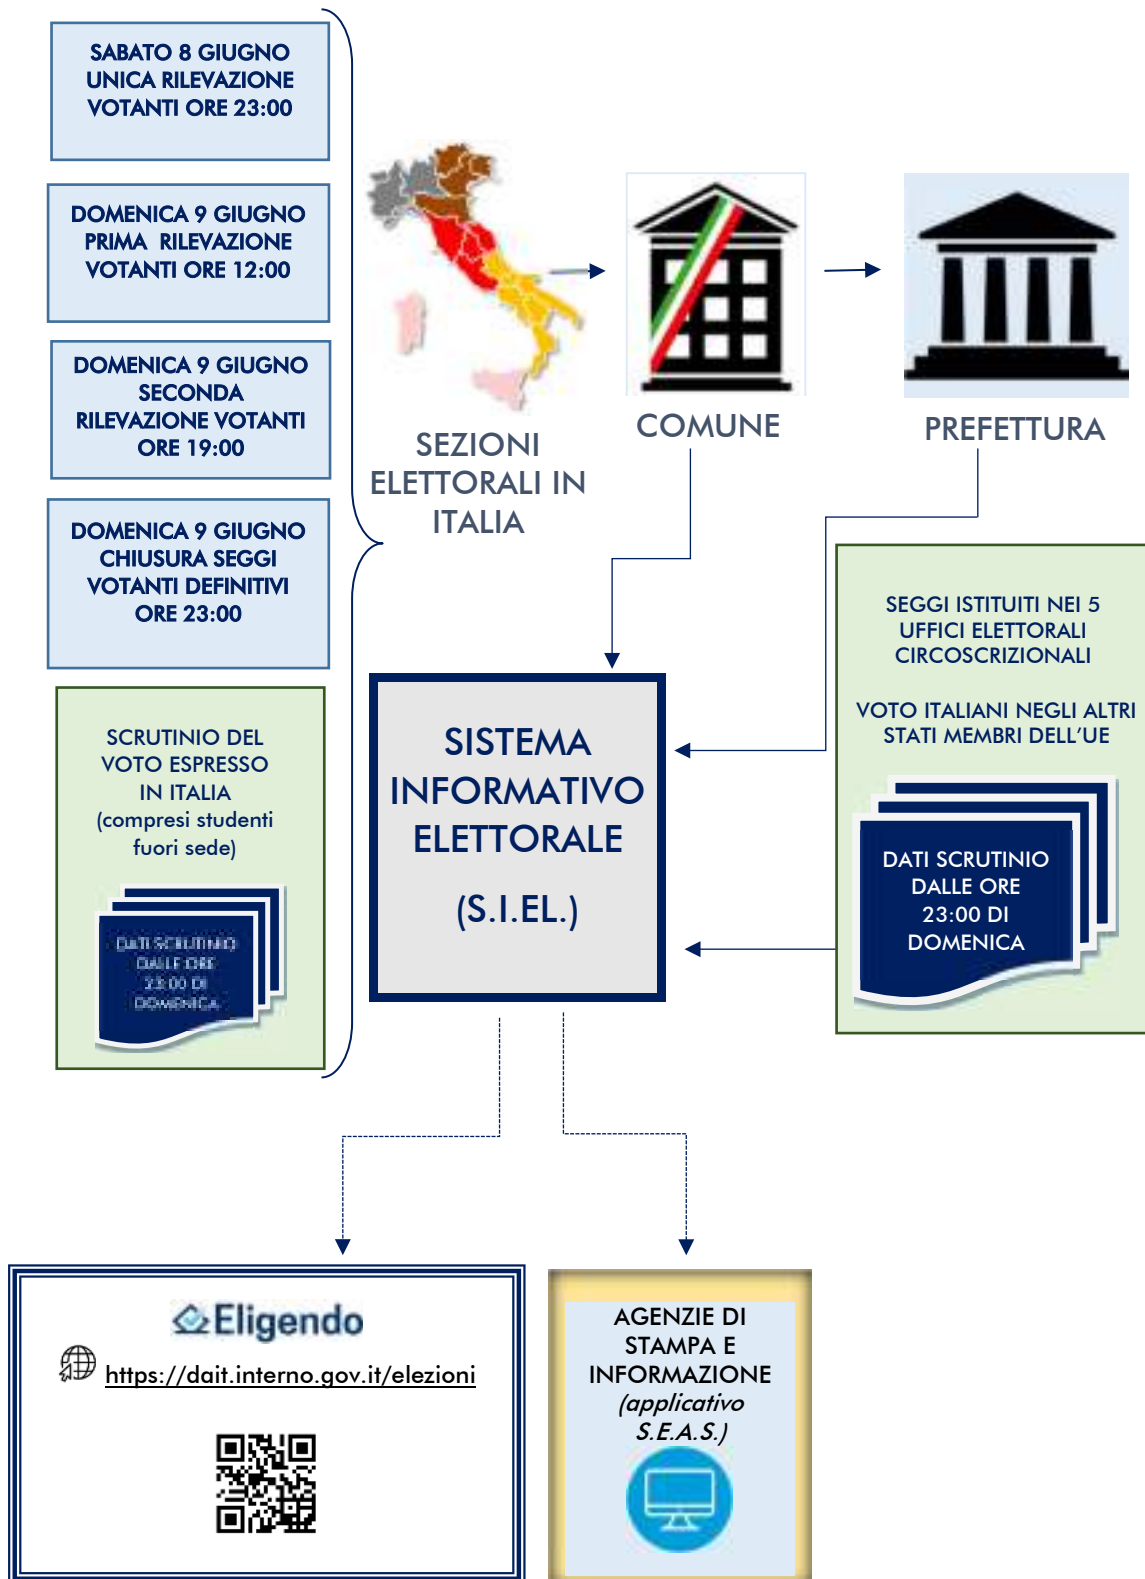 SABATO 8 GIUGNO
UNICA RILEVAZIONE
VOTANTI ORE 23:00
DOMENICA 9 GIUGNO
PRIMA RILEVAZIONE
VOTANTI ORE 12:00
DOMENICA 9 GIUGNO
SECONDA
RILEVAZIONE VOTANTI
ORE 19:00
DOMENICA 9 GIUGNO
CHIUSURA SEGGI
VOTANTI DEFINITIVI
ORE 23:00
SCRUTINIO DEL
VOTO ESPRESSO
IN ITALIA
(compresi studenti
fuori sede)
DATI SCRUTINIO
DALLE ORE
23:00 DI
DOMENICA
SEZIONI
ELETTORALI IN
ITALIA
COMUNE
PREFETTURA
SISTEMA
INFORMATIVO
ELETTORALE
(S.I.EL.)
SEGGI ISTITUITI NEI 5
UFFICI ELETTORALI
CIRCOSCRIZIONALI
VOTO ITALIANI NEGLI ALTRI
STATI MEMBRI DELL'UE
DATI SCRUTINIO
DALLE ORE
23:00 DI
DOMENICA
Eligendo
https://dait.interno.gov.it/elezioni
AGENZIE DI
STAMPA E
INFORMAZIONE
(applicativo
S.E.A.S.)